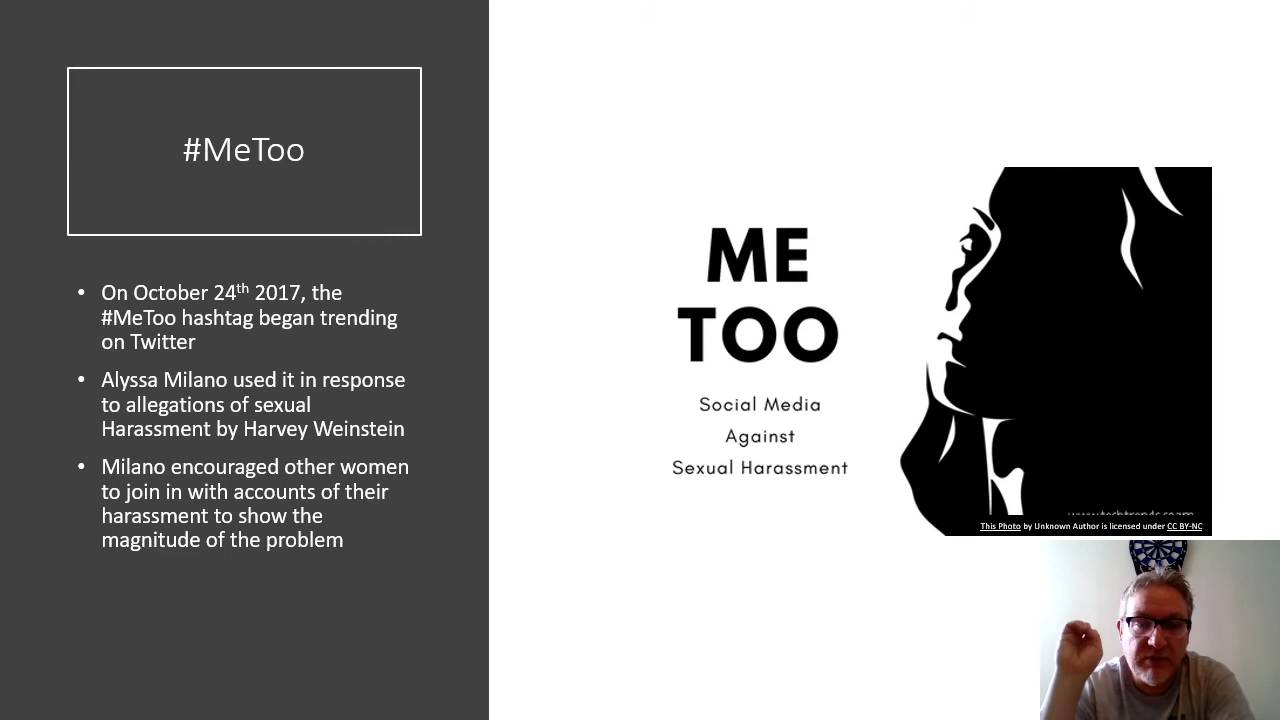 #MeToo
• On October 24th 2017, the
#MeToo hashtag began trending
on Twitter
• Alyssa Milano used it in response
to allegations of sexual
Harassment by Harvey Weinstein
• Milano encouraged other women
to join in with accounts of their
harassment to show the
magnitude of the problem
ME
TOO
Social Media
Against
Sexual Harassment
This Photo by Unknown Author is licensed under CC BY-NC